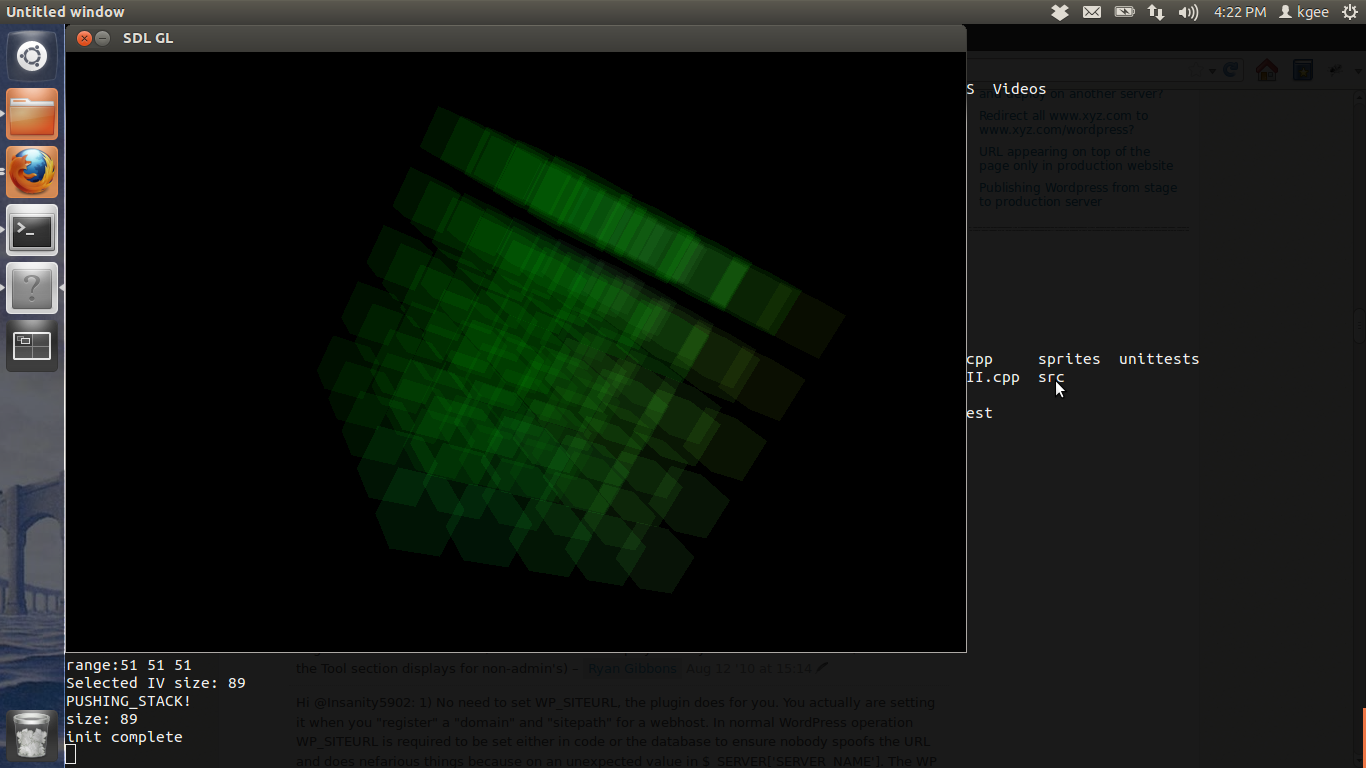 Untitled window
4:22 PM kgee
SDL GL
S Videos
and display on another server?
Redirect all www.xyz.com to
www.xyz.com/wordpress?
URL appearing on top of the
page only in production website
Publishing Wordpress from stage
to production server
cpp sprites unittests
II.cpp src
est
range:51 51 51
Selected IV size: 89
PUSHING_STACK!
size: 89
init complete
the Tool section displays for non-admin's) – Ryan Gibbons Aug 12 '10 at 15:14
Hi @Insanity5902: 1) No need to set WP_SITEURL, the plugin does for you. You actually are setting
it when you "register" a "domain" and "sitepath" for a webhost. In normal WordPress operation
WP_SITEURL is required to be set either in code or the database to ensure nobody spoofs the URL
and does nefarious things because on an unexpected value in $_SERVER['SERVER_NAME']. The WP